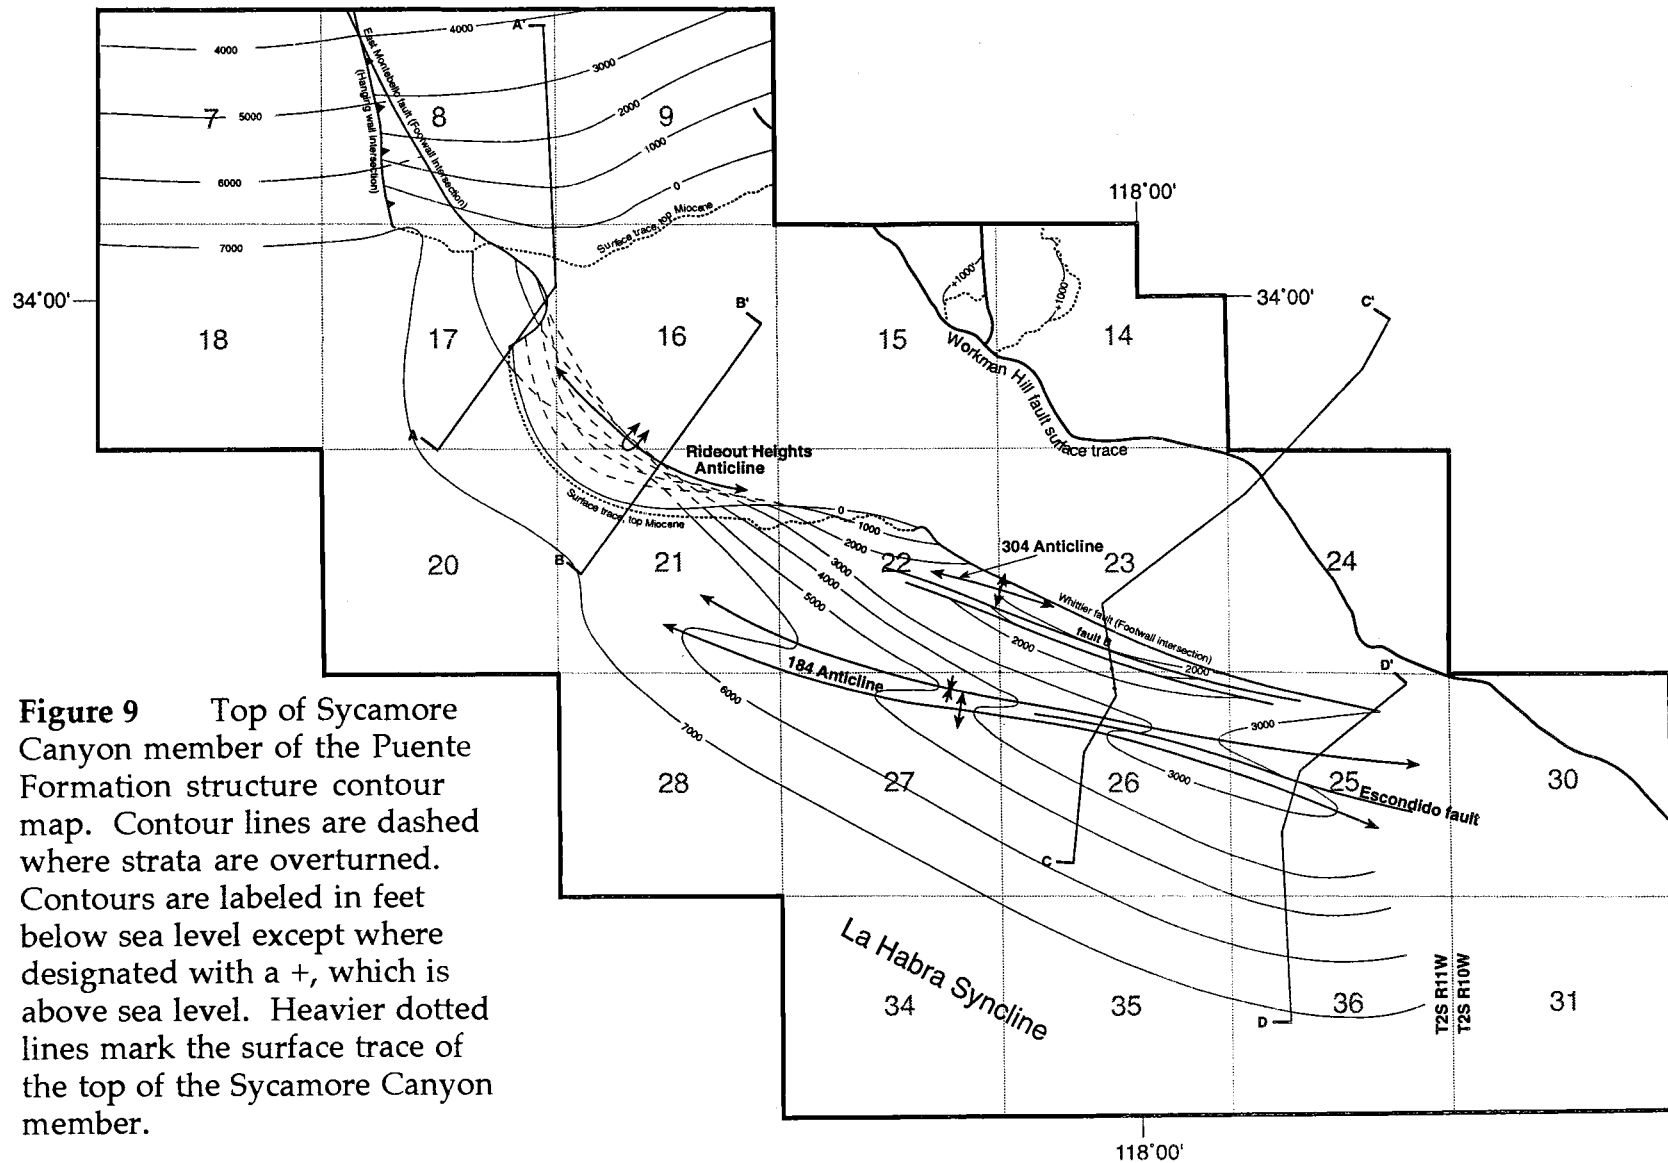 A'
4000
4000
3000
2000
1000
0
7
5000
8
9
6000
7000
East Montebello fault (Footwall Intersection)
(Hanging wall Intersection)
Surface trace, top Miocene
118°00'
34°00'
34°00'
+1000'
+1000'
B'
C'
18
17
16
15
14
Workman Hill fault surface trace
A
Rideout Heights
Anticline
Surface trace, top Miocene
0
1000
2000
3000
4000
5000
304 Anticline
B
20
21
22
23
24
Whittier fault (Footwall intersection)
fault B
2000
2000
D'
184 Anticline
6000
7000
3000
3000
28
27
26
25
30
Escondido fault
C
La Habra Syncline
34
35
36
31
D
T2S R11W
T2S R10W
118°00'
Figure 9 Top of Sycamore
Canyon member of the Puente
Formation structure contour
map. Contour lines are dashed
where strata are overturned.
Contours are labeled in feet
below sea level except where
designated with a +, which is
above sea level. Heavier dotted
lines mark the surface trace of
the top of the Sycamore Canyon
member.